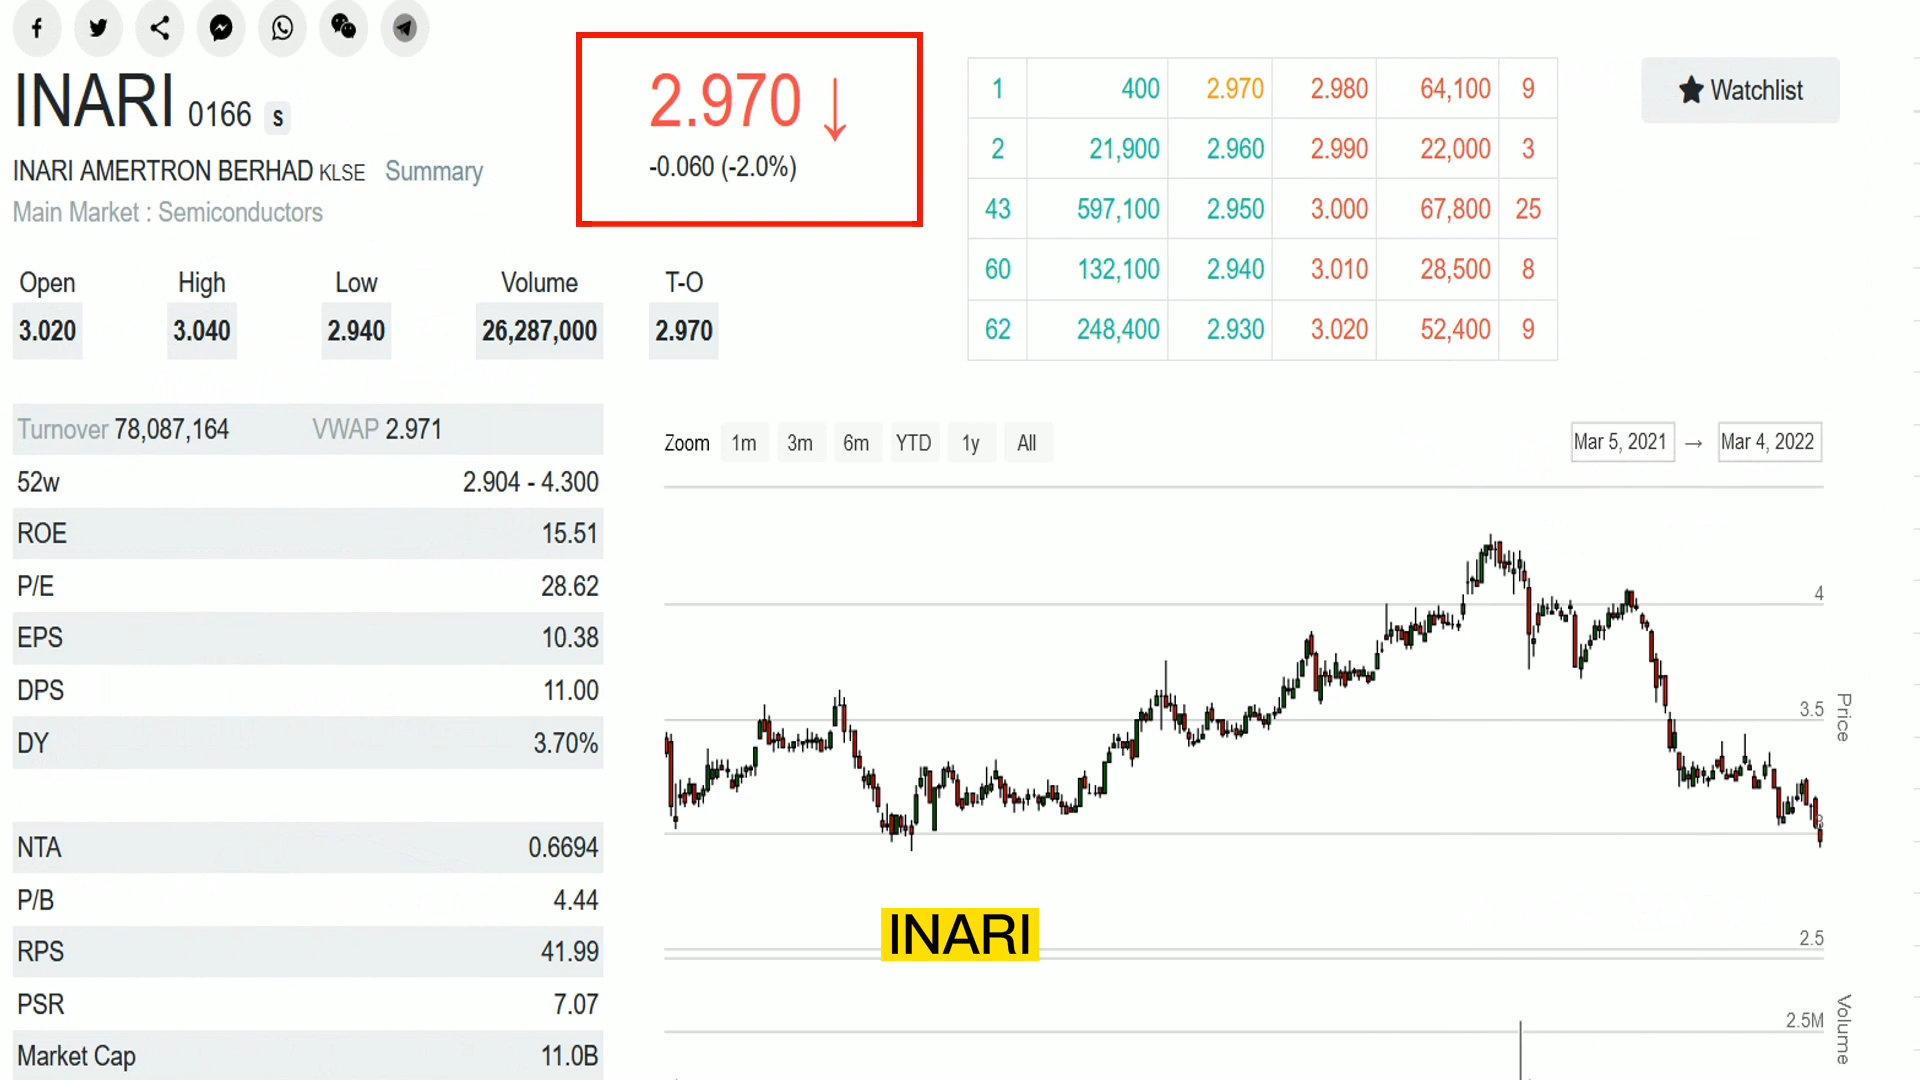 INARI 0166 S
INARI AMERTRON BERHAD KLSE Summary
Main Market : Semiconductors
2.970 ↓
-0.060 (-2.0%)
1 400 2.970 2.980 64,100 9
2 21,900 2.960 2.990 22,000 3
43 597,100 2.950 3.000 67,800 25
60 132,100 2.940 3.010 28,500 8
62 248,400 2.930 3.020 52,400 9
Watchlist
Open High Low Volume T-O
3.020 3.040 2.940 26,287,000 2.970
Turnover 78,087,164 VWAP 2.971
52w 2.904 - 4.300
ROE 15.51
P/E 28.62
EPS 10.38
DPS 11.00
DY 3.70%
NTA 0.6694
P/B 4.44
RPS 41.99
PSR 7.07
Market Cap 11.0B
Zoom 1m 3m 6m YTD 1y All
Mar 5, 2021 → Mar 4, 2022
4
3.5
3
2.5
Price
2.5M
Volume
INARI